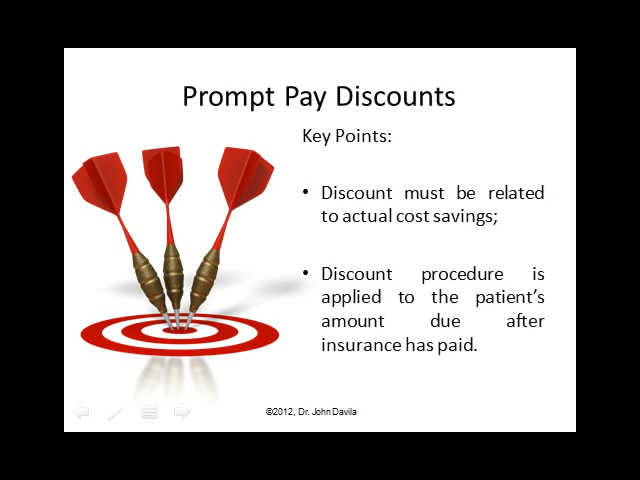 Prompt Pay Discounts
Key Points:
• Discount must be related
to actual cost savings;
• Discount procedure is
applied to the patient's
amount due after
insurance has paid.
©2012, Dr. John Davila